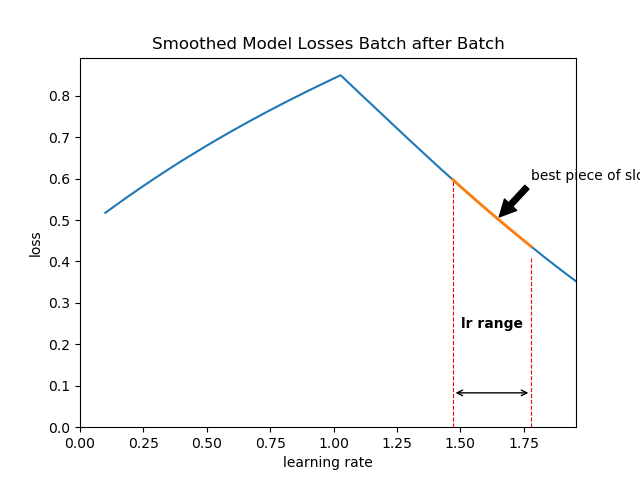 Smoothed Model Losses Batch after Batch
loss
0.8
0.7
0.6
0.5
0.4
0.3
0.2
0.1
0.0
best piece of
lr range
0.00 0.25 0.50 0.75 1.00 1.25 1.50 1.75
learning rate